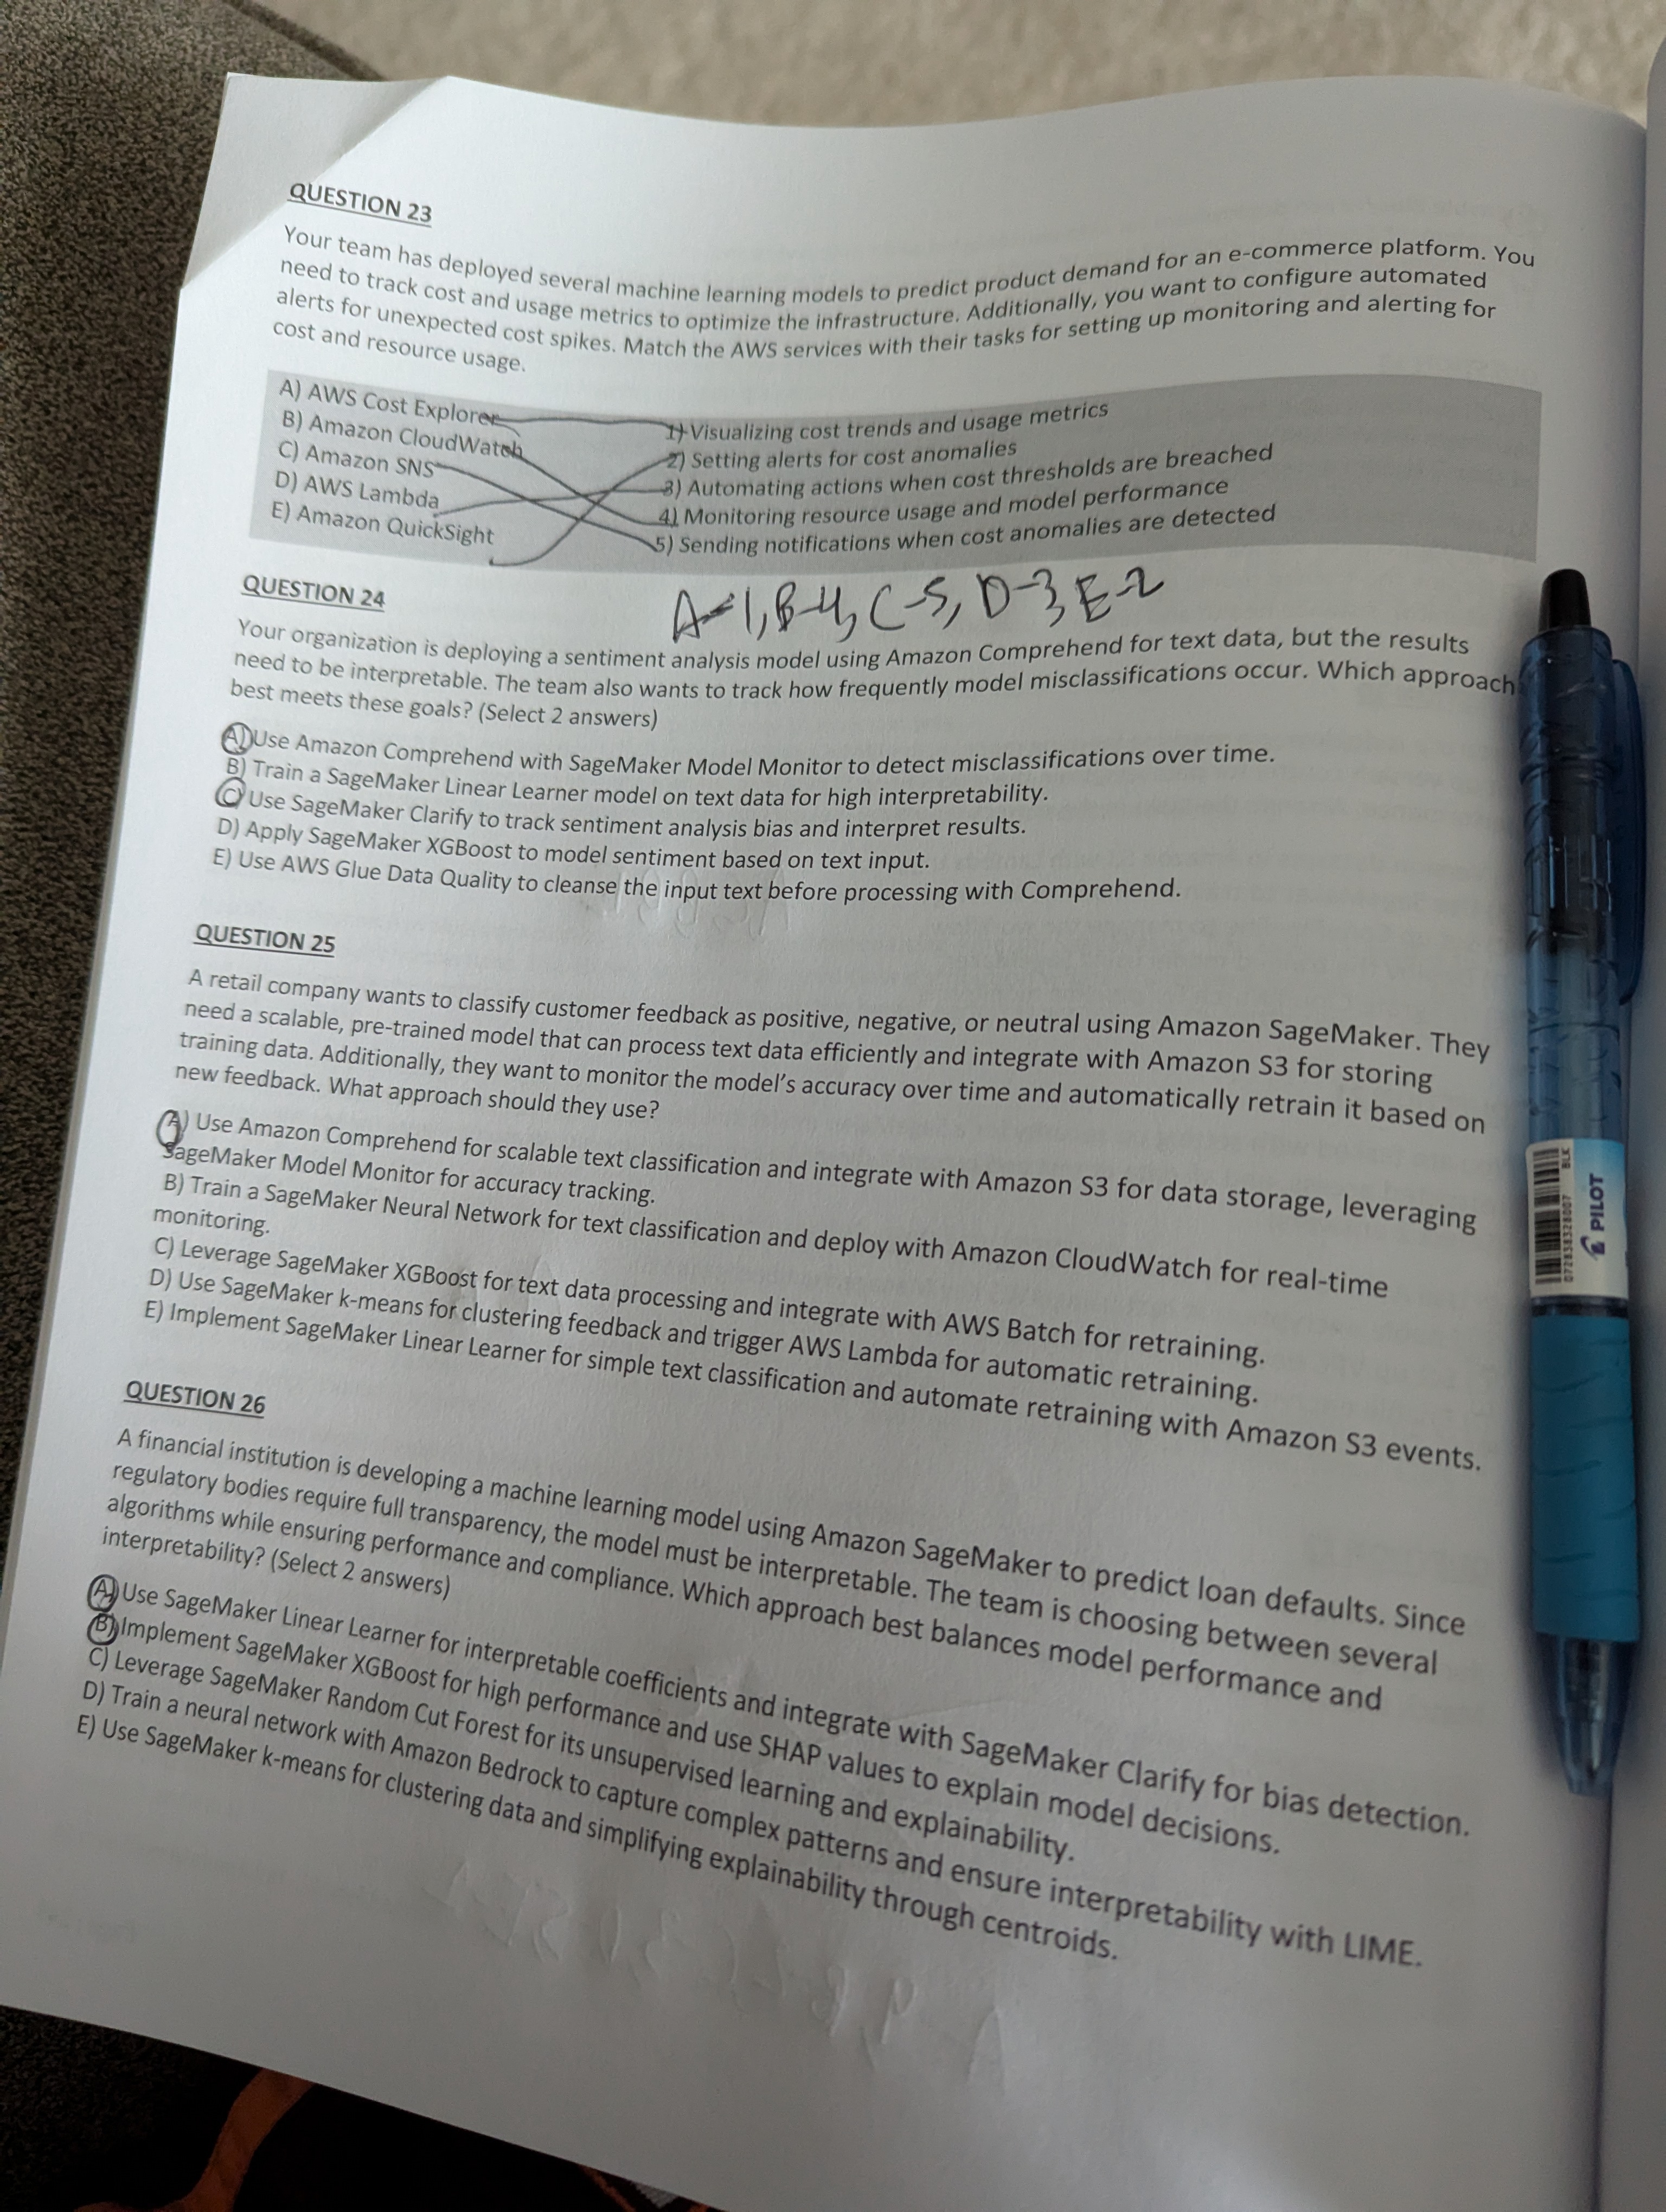 QUESTION 23
Your team has deployed several machine learning models to predict product demand for an e-commerce platform. You
need to track cost and usage metrics to optimize the infrastructure. Additionally, you want to configure automated
alerts for unexpected cost spikes. Match the AWS services with their tasks for setting up monitoring and alerting for
cost and resource usage.
A) AWS Cost Explorer
B) Amazon CloudWatch
C) Amazon SNS
D) AWS Lambda
E) Amazon QuickSight
1) Visualizing cost trends and usage metrics
2) Setting alerts for cost anomalies
3) Automating actions when cost thresholds are breached
4) Monitoring resource usage and model performance
5) Sending notifications when cost anomalies are detected
A-1, B-4, C-5, D-3, E-2
QUESTION 24
Your organization is deploying a sentiment analysis model using Amazon Comprehend for text data, but the results
need to be interpretable. The team also wants to track how frequently model misclassifications occur. Which approach
best meets these goals? (Select 2 answers)
A) Use Amazon Comprehend with SageMaker Model Monitor to detect misclassifications over time.
B) Train a SageMaker Linear Learner model on text data for high interpretability.
C) Use SageMaker Clarify to track sentiment analysis bias and interpret results.
D) Apply SageMaker XGBoost to model sentiment based on text input.
E) Use AWS Glue Data Quality to cleanse the input text before processing with Comprehend.
QUESTION 25
A retail company wants to classify customer feedback as positive, negative, or neutral using Amazon SageMaker. They
need a scalable, pre-trained model that can process text data efficiently and integrate with Amazon S3 for storing
training data. Additionally, they want to monitor the model's accuracy over time and automatically retrain it based on
new feedback. What approach should they use?
A) Use Amazon Comprehend for scalable text classification and integrate with Amazon S3 for data storage, leveraging
SageMaker Model Monitor for accuracy tracking.
B) Train a SageMaker Neural Network for text classification and deploy with Amazon CloudWatch for real-time
monitoring.
C) Leverage SageMaker XGBoost for text data processing and integrate with AWS Batch for retraining.
D) Use SageMaker k-means for clustering feedback and trigger AWS Lambda for automatic retraining.
E) Implement SageMaker Linear Learner for simple text classification and automate retraining with Amazon S3 events.
QUESTION 26
A financial institution is developing a machine learning model using Amazon SageMaker to predict loan defaults. Since
regulatory bodies require full transparency, the model must be interpretable. The team is choosing between several
algorithms while ensuring performance and compliance. Which approach best balances model performance and
interpretability? (Select 2 answers)
A) Use SageMaker Linear Learner for interpretable coefficients and integrate with SageMaker Clarify for bias detection.
B) Implement SageMaker XGBoost for high performance and use SHAP values to explain model decisions.
C) Leverage SageMaker Random Cut Forest for its unsupervised learning and explainability.
D) Train a neural network with Amazon Bedrock to capture complex patterns and ensure interpretability with LIME.
E) Use SageMaker k-means for clustering data and simplifying explainability through centroids.
PILOT
BLK